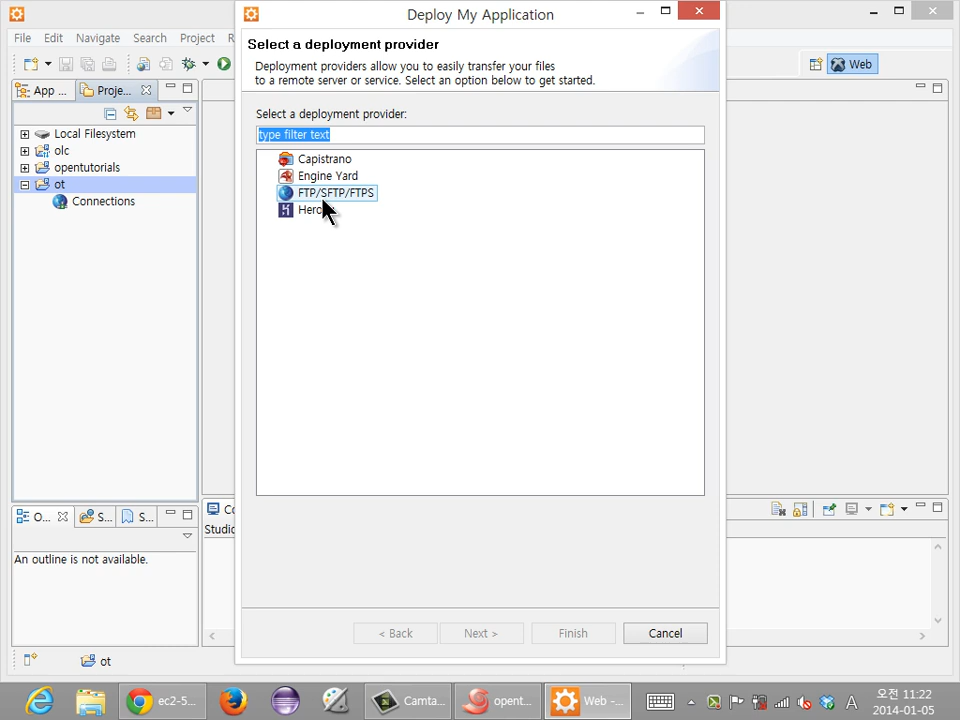 Deploy My Application
File Edit Navigate Search Project
Web
App ...
Proje...
Local Filesystem
olc
opentutorials
ot
Connections
Select a deployment provider
Deployment providers allow you to easily transfer your files
to a remote server or service. Select an option below to get started.
Select a deployment provider:
type filter text
Capistrano
Engine Yard
FTP/SFTP/FTPS
O...
S...
S...
An outline is not available.
Studio
< Back
Next >
Finish
Cancel
ot
ec2-5...
Camta...
opent...
Web -...
A
오전 11:22
2014-01-05